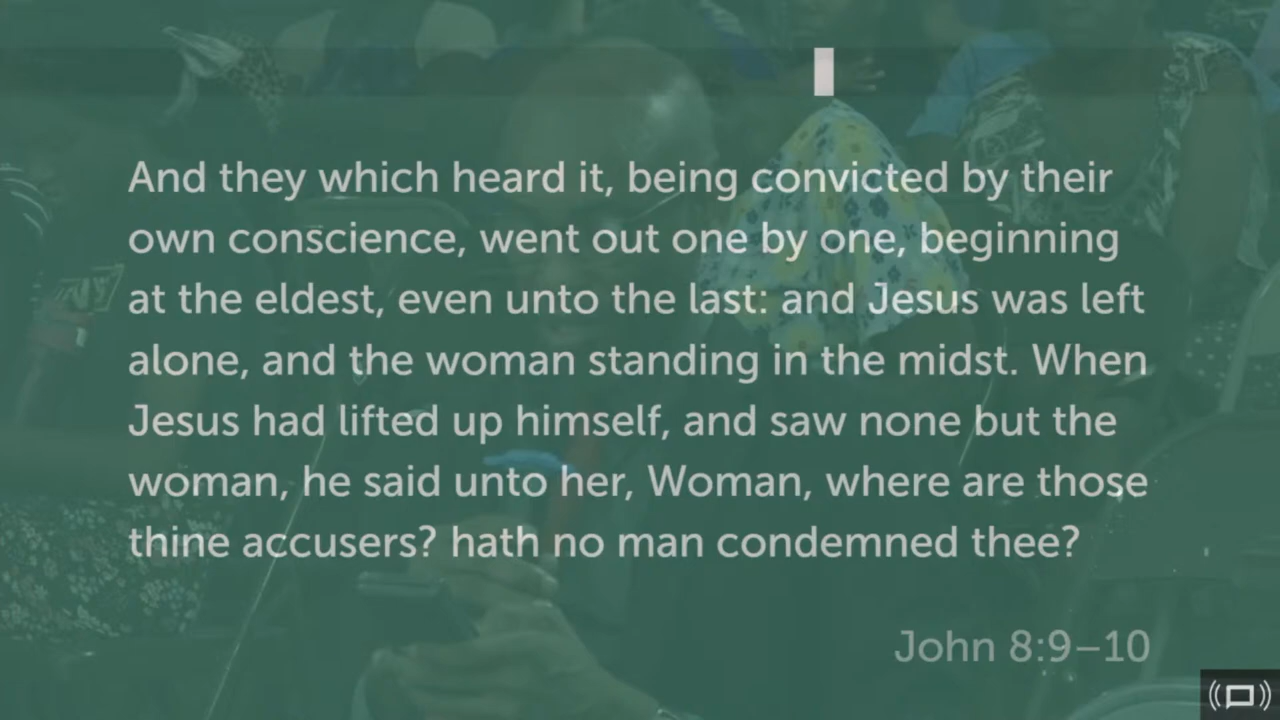 And they which heard it, being convicted by their
own conscience, went out one by one, beginning
at the eldest, even unto the last: and Jesus was left
alone, and the woman standing in the midst. When
Jesus had lifted up himself, and saw none but the
woman, he said unto her, Woman, where are those
thine accusers? hath no man condemned thee?
John 8:9–10